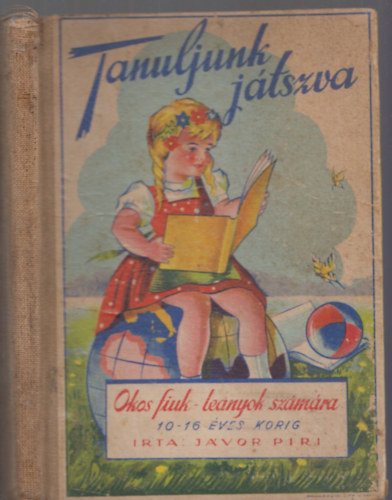 Tanuljunk
játszva
Okos fiuk - leányok számára
10-16 ÉVES KORIG
IRTA: JÁVOR PIRI